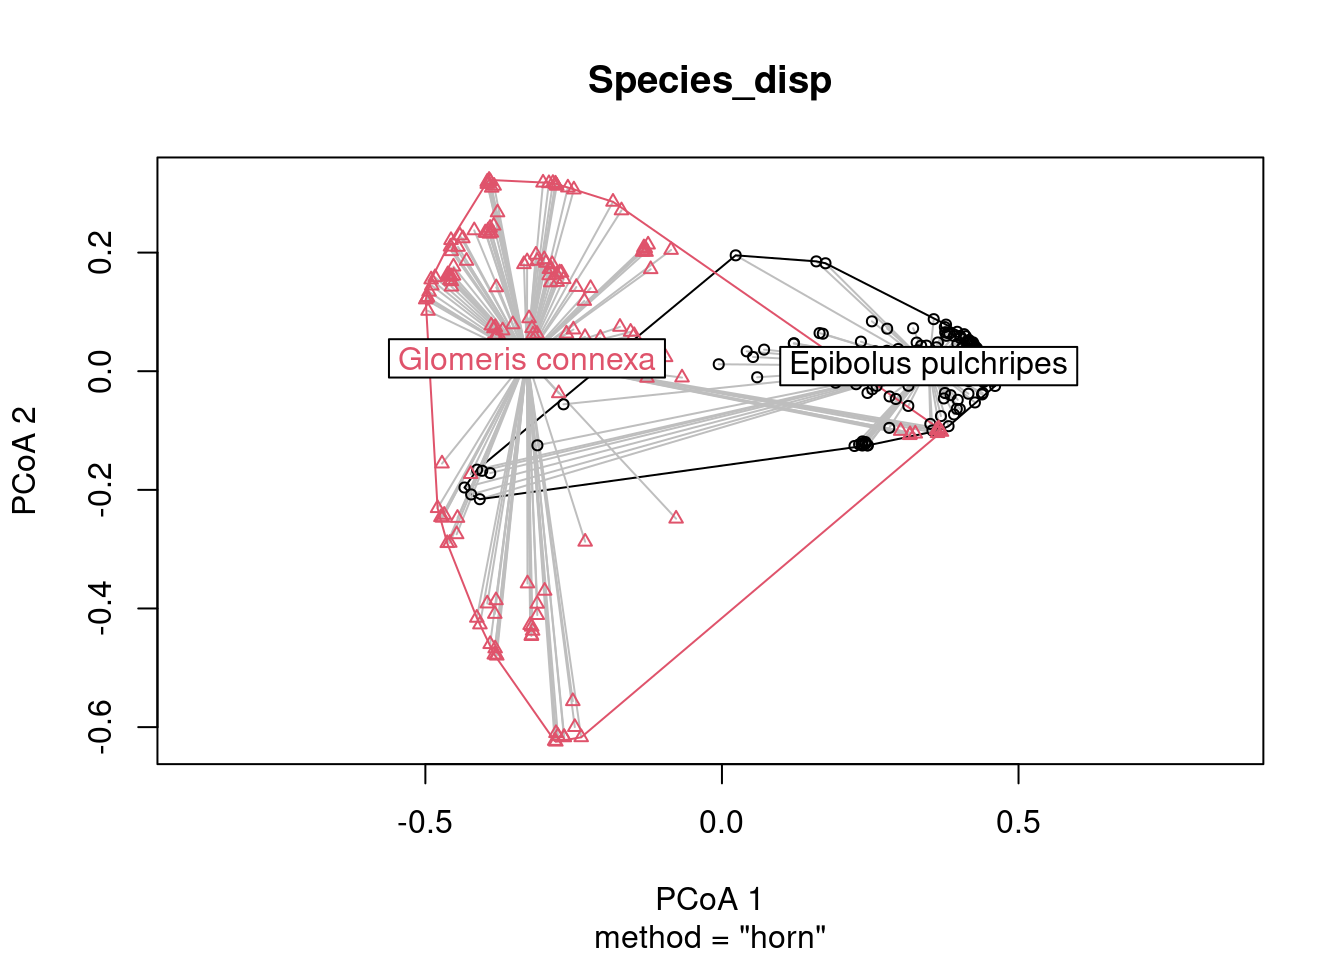 Species_disp
PCoA 2
0.2
0.0
-0.2
-0.4
-0.6
Glomeris connexa
Epibolus pulchripes
-0.5
0.0
0.5
PCoA 1
method = "horn"